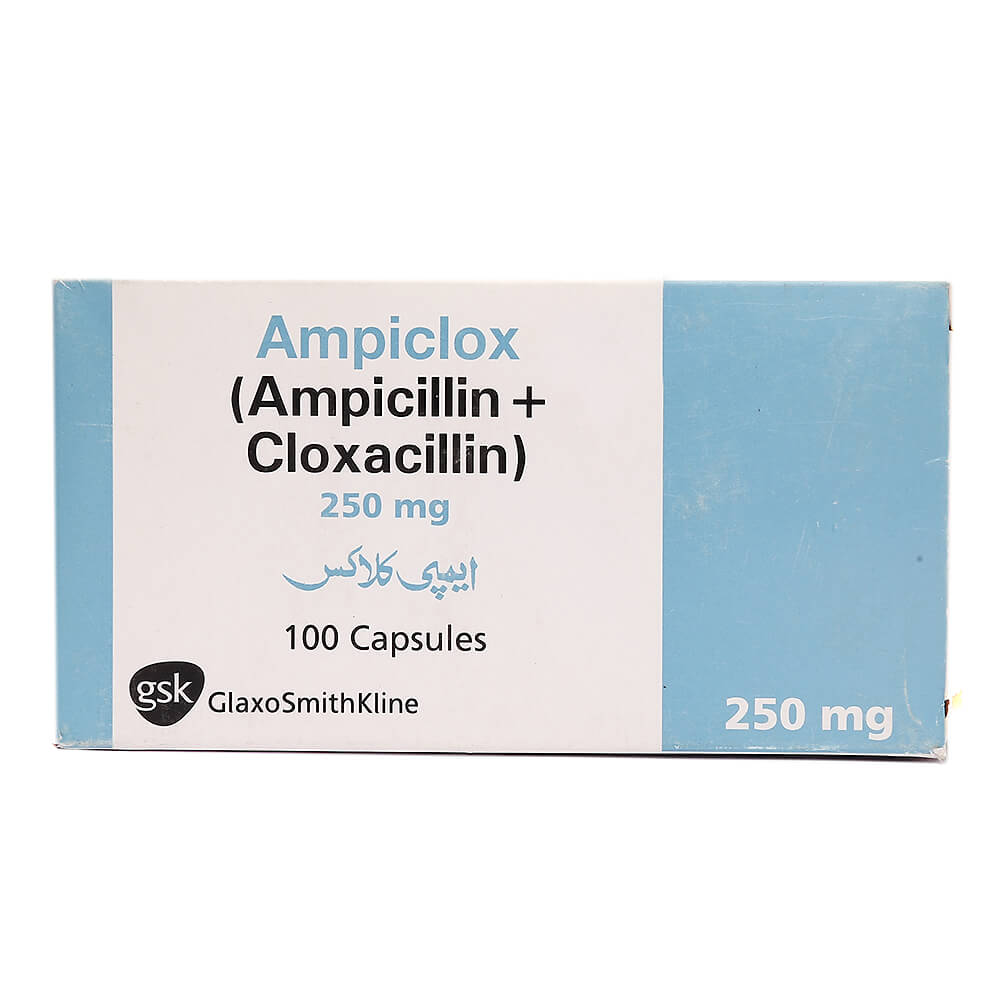 Ampiclox
(Ampicillin +
Cloxacillin)
250 mg
ایمپی کلاکس
100 Capsules
gsk GlaxoSmithKline
250 mg